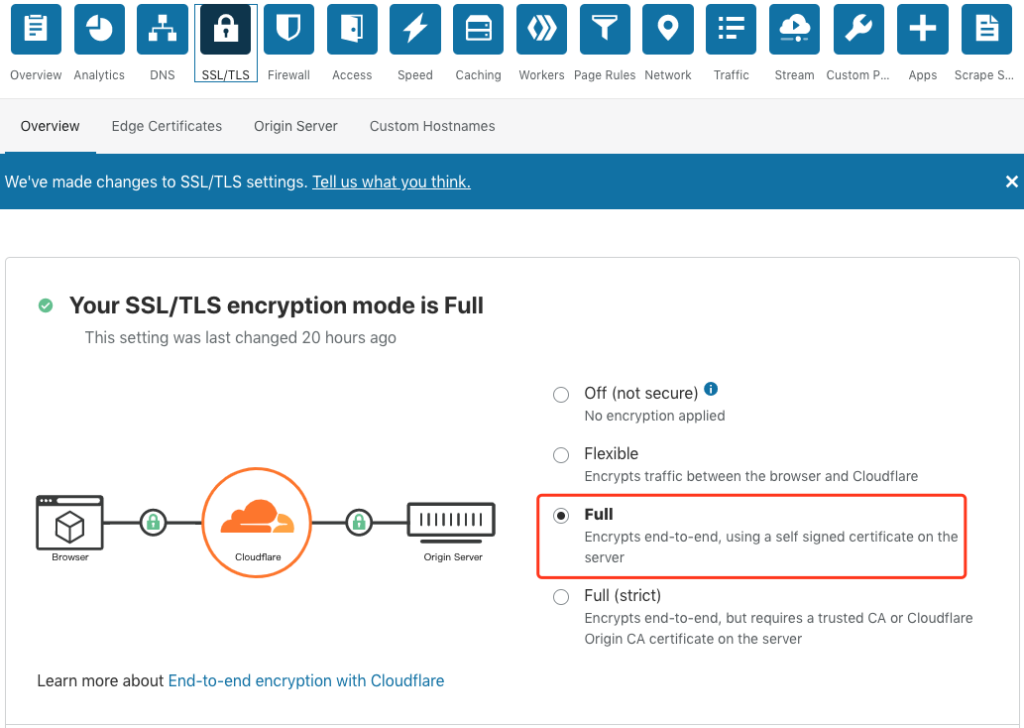 Overview Analytics DNS SSL/TLS Firewall Access Speed Caching Workers Page Rules Network Traffic Stream Custom P... Apps Scrape S...
Overview Edge Certificates Origin Server Custom Hostnames
We've made changes to SSL/TLS settings. Tell us what you think.
Your SSL/TLS encryption mode is Full
This setting was last changed 20 hours ago
Off (not secure)
No encryption applied
Flexible
Encrypts traffic between the browser and Cloudflare
Full
Encrypts end-to-end, using a self signed certificate on the
server
Full (strict)
Encrypts end-to-end, but requires a trusted CA or Cloudflare
Origin CA certificate on the server
Browser Cloudflare Origin Server
Learn more about End-to-end encryption with Cloudflare